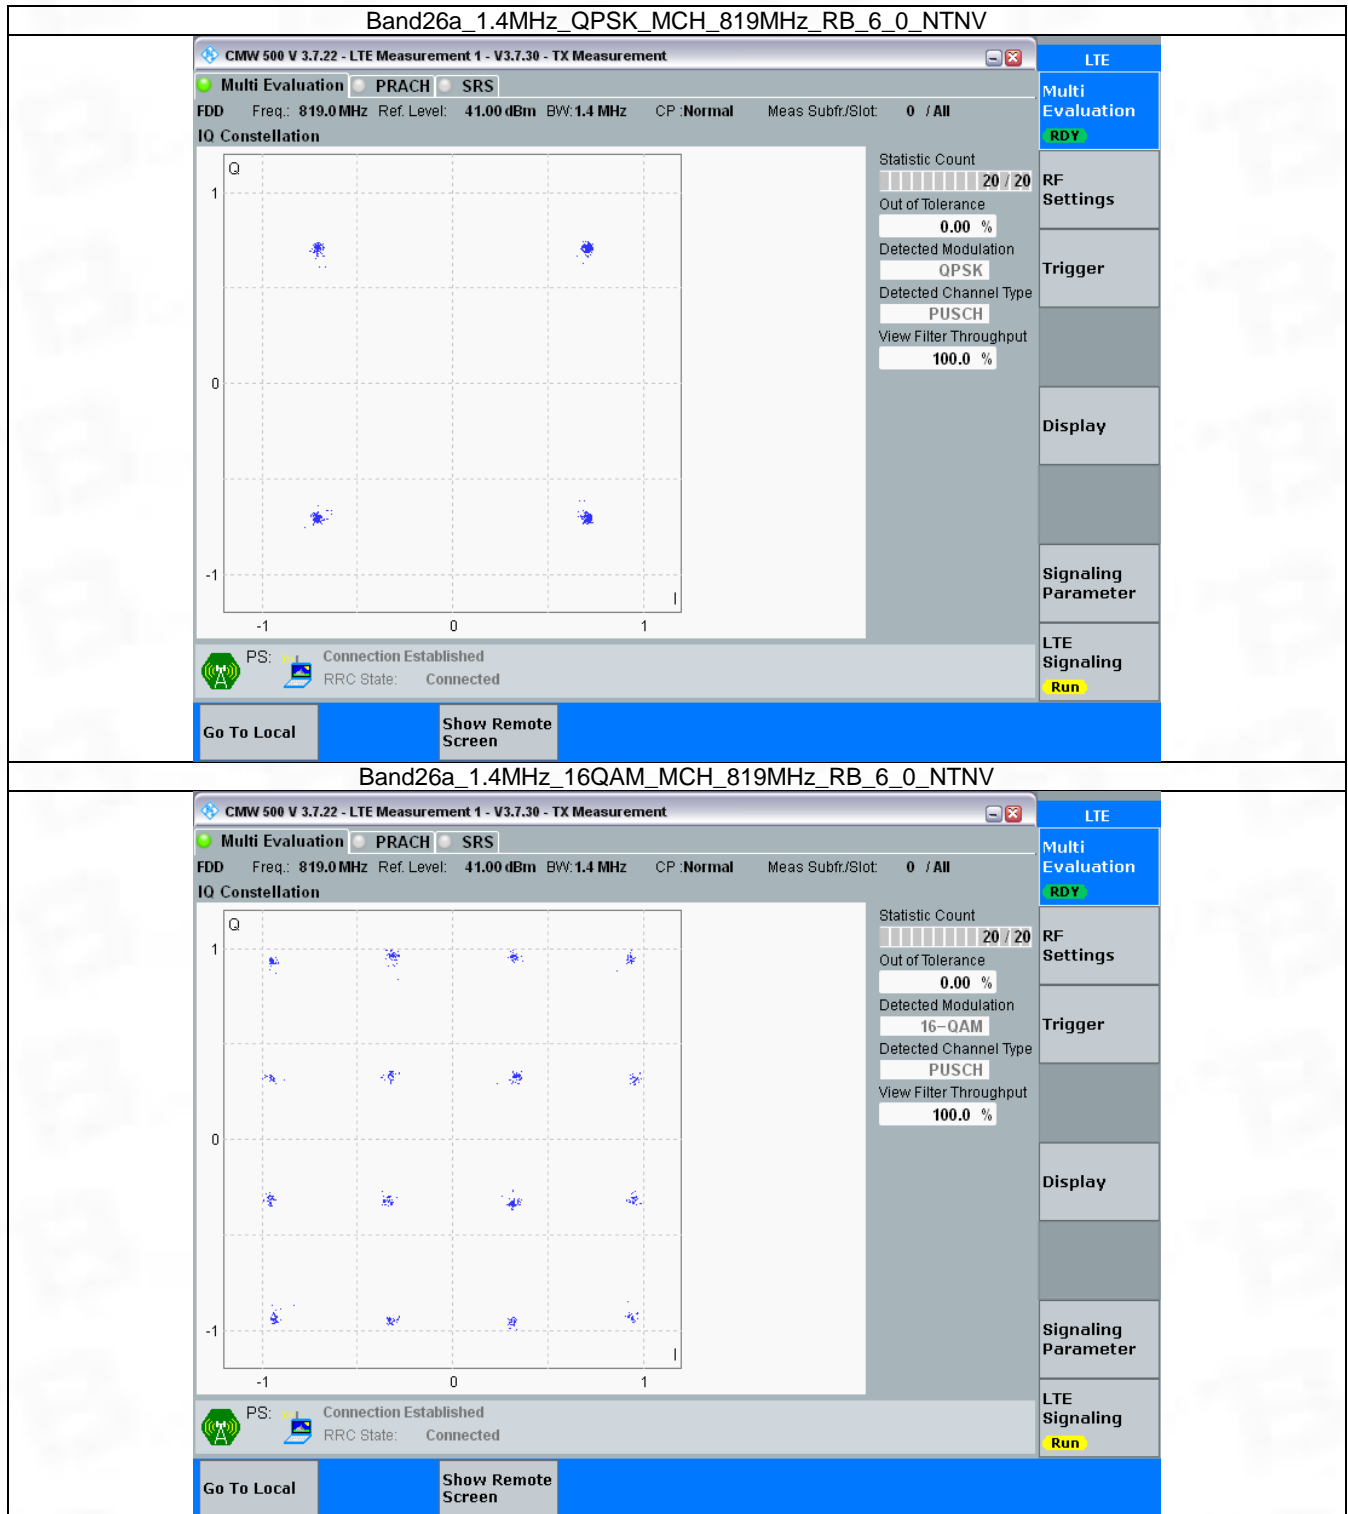 Band26a_1.4MHz_QPSK_MCH_819MHz_RB_6_0_NTNV
CMW 500 V 3.7.22 - LTE Measurement 1 - V3.7.30 - TX Measurement
LTE
Multi Evaluation PRACH SRS
Multi
Evaluation
RDY
FDD Freq.: 819.0 MHz Ref. Level: 41.00 dBm BW: 1.4 MHz CP :Normal Meas Subfr./Slot: 0 / All
IQ Constellation
Q
1
0
-1
I
-1 0 1
Statistic Count
20 / 20
Out of Tolerance
0.00 %
Detected Modulation
QPSK
Detected Channel Type
PUSCH
View Filter Throughput
100.0 %
RF
Settings
Trigger
Display
Signaling
Parameter
LTE
Signaling
Run
PS: Connection Established
RRC State: Connected
Go To Local
Show Remote
Screen
Band26a_1.4MHz_16QAM_MCH_819MHz_RB_6_0_NTNV
CMW 500 V 3.7.22 - LTE Measurement 1 - V3.7.30 - TX Measurement
LTE
Multi Evaluation PRACH SRS
Multi
Evaluation
RDY
FDD Freq.: 819.0 MHz Ref. Level: 41.00 dBm BW: 1.4 MHz CP :Normal Meas Subfr./Slot: 0 / All
IQ Constellation
Q
1
0
-1
I
-1 0 1
Statistic Count
20 / 20
Out of Tolerance
0.00 %
Detected Modulation
16-QAM
Detected Channel Type
PUSCH
View Filter Throughput
100.0 %
RF
Settings
Trigger
Display
Signaling
Parameter
LTE
Signaling
Run
PS: Connection Established
RRC State: Connected
Go To Local
Show Remote
Screen